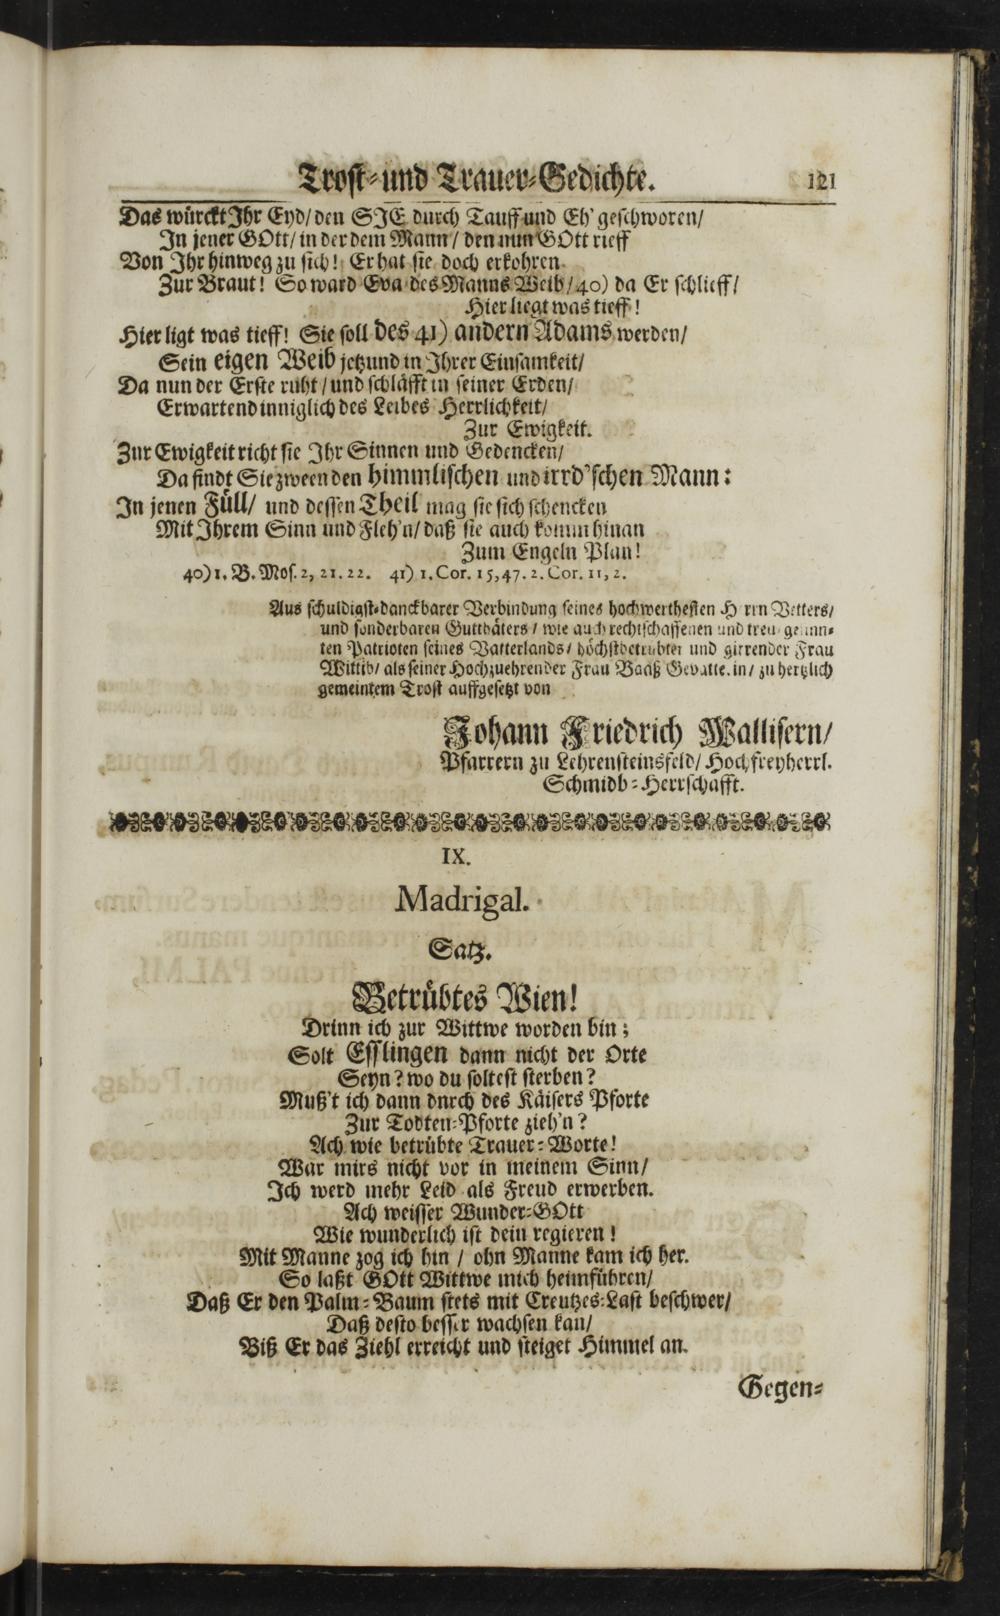 Trost- und Trauer-Gedichte. 121
Das würckt Ihr Eyd/ den SIE durch Tauff und Eh' geschworen/
In jener GOtt/ in der dem Mann/ den nun GOtt rieff
Von Ihr hinweg zu sich! Er hat sie doch erkohren
Zur Braut! So ward Eva des Manns Weib/ 40) da Er schlieff/
Hier liegt was tieff!
Hier ligt was tieff! Sie soll des 41) andern Adams werden/
Sein eigen Weib jetzund in Ihrer Einsamkeit/
Da nun der Erste ruht/ und schläfft in seiner Erden/
Erwartend inniglich des Leibes Herrlichkeit/
Zur Ewigkeit.
Zur Ewigkeit richt sie Ihr Sinnen und Gedencken/
Da findt Sie zween den himmlischen und irrd'schen Mann:
In jenen Füll/ und dessen Theil mag sie sich schencken
Mit Ihrem Sinn und Fleh'n/ daß sie auch komm hinan
Zum Engeln Plan!
40) 1. B. Mos. 2, 21. 22. 41) 1. Cor. 15, 47. 2. Cor. 11, 2.
Aus schuldigst-danckbarer Verbindung seines hochwerthesten Herrn Vetters/
und sonderbaren Gutthäters/ wie auch rechtschaffenen und treu-gesinn-
ten Patrioten seines Vatterlands/ höchstbetrübter und girrender Frau
Wittib/ als seiner Hochzuehrender Frau Baaß Gevatterin/ zu hertzlich
gemeintem Trost auffgesetzt von
Johann Friedrich Wallisern/
Pfarrern zu Lehrensteinsfeld/ Hochfreyherrl.
Schmidb-Herrschafft.
IX.
Madrigal.
Satz.
Betrübtes Wien!
Drinn ich zur Wittwe worden bin;
Solt Esslingen dann nicht der Orte
Seyn? wo du soltest sterben?
Muß't ich dann dnrch des Käisers Pforte
Zur Todten-Pforte zieh'n?
Ach wie betrübte Trauer-Worte!
War mirs nicht vor in meinem Sinn/
Ich werd mehr Leid als Freud erwerben.
Ach weisser Wunder-GOtt
Wie wunderlich ist dein regieren!
Mit Manne zog ich hin / ohn Manne kam ich her.
So laßt GOtt Wittwe mich heimführen/
Daß Er den Palm-Baum stets mit Creutzes-Last beschwer/
Daß desto besser wachsen kan/
Biß Er das Ziehl erreicht und steiget Himmel an.
Gegen-